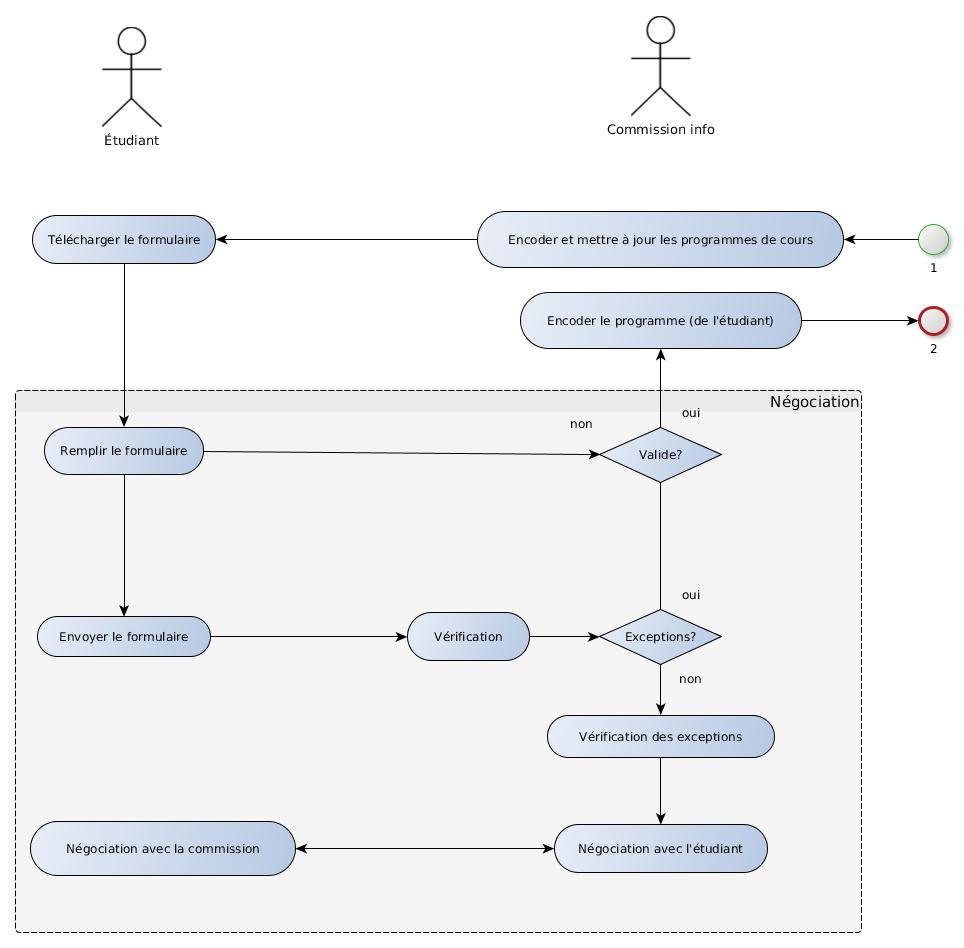 Étudiant
Commission info
Télécharger le formulaire
Encoder et mettre à jour les programmes de cours
1
Encoder le programme (de l'étudiant)
2
Négociation
non
oui
Remplir le formulaire
Valide?
oui
Envoyer le formulaire
Vérification
Exceptions?
non
Vérification des exceptions
Négociation avec la commission
Négociation avec l'étudiant